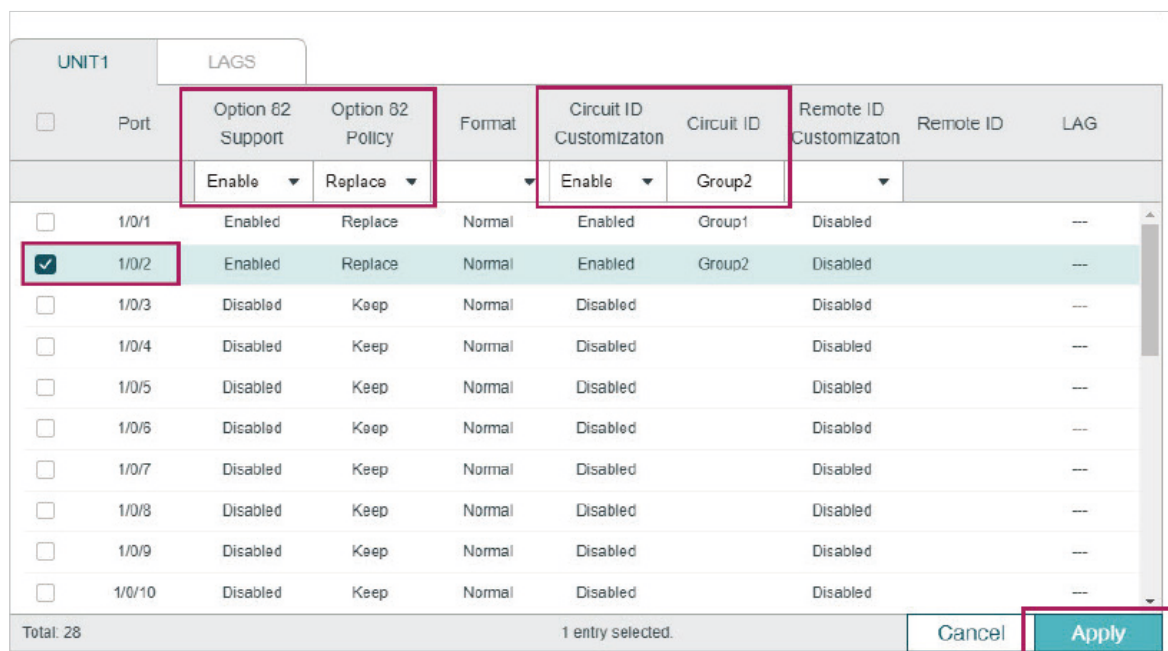 UNIT1 LAGS
Port Option 82 Support Option 82 Policy Format Circuit ID Customizaton Circuit ID Remote ID Customizaton Remote ID LAG
Enable Replace Enable Group2
1/0/1 Enabled Replace Normal Enabled Group1 Disabled ---
1/0/2 Enabled Replace Normal Enabled Group2 Disabled ---
1/0/3 Disabled Keep Normal Disabled Disabled ---
1/0/4 Disabled Keep Normal Disabled Disabled ---
1/0/5 Disabled Keep Normal Disabled Disabled ---
1/0/6 Disabled Keep Normal Disabled Disabled ---
1/0/7 Disabled Keep Normal Disabled Disabled ---
1/0/8 Disabled Keep Normal Disabled Disabled ---
1/0/9 Disabled Keep Normal Disabled Disabled ---
1/0/10 Disabled Keep Normal Disabled Disabled ---
Total: 28 1 entry selected. Cancel Apply